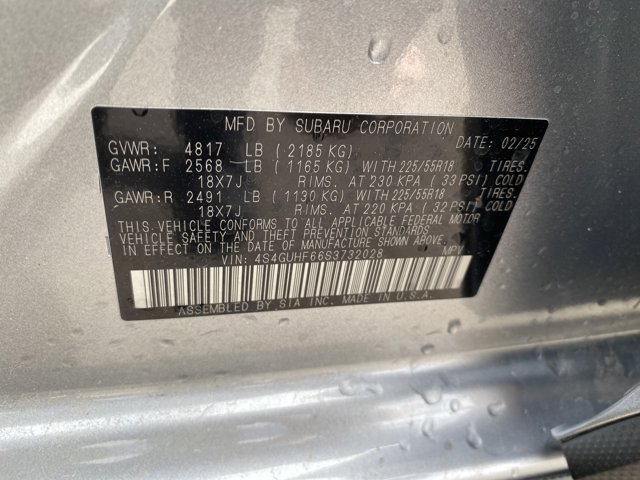 MFD BY SUBARU CORPORATION
DATE: 02/25
GVWR: 4817 LB (2185 KG)
GAWR:F 2568 LB (1165 KG) WITH 225/55R18 TIRES.
18X7J RIMS. AT 230 KPA (33 PSI) COLD
GAWR:R 2491 LB (1130 KG) WITH 225/55R18 TIRES.
18X7J RIMS. AT 220 KPA (32 PSI) COLD
THIS VEHICLE CONFORMS TO ALL APPLICABLE FEDERAL MOTOR
VEHICLE SAFETY AND THEFT PREVENTION STANDARDS
IN EFFECT ON THE DATE OF MANUFACTURE SHOWN ABOVE.
VIN: 4S4GUHF66S3732028 MPV
ASSEMBLED BY SIA INC. MADE IN U.S.A.